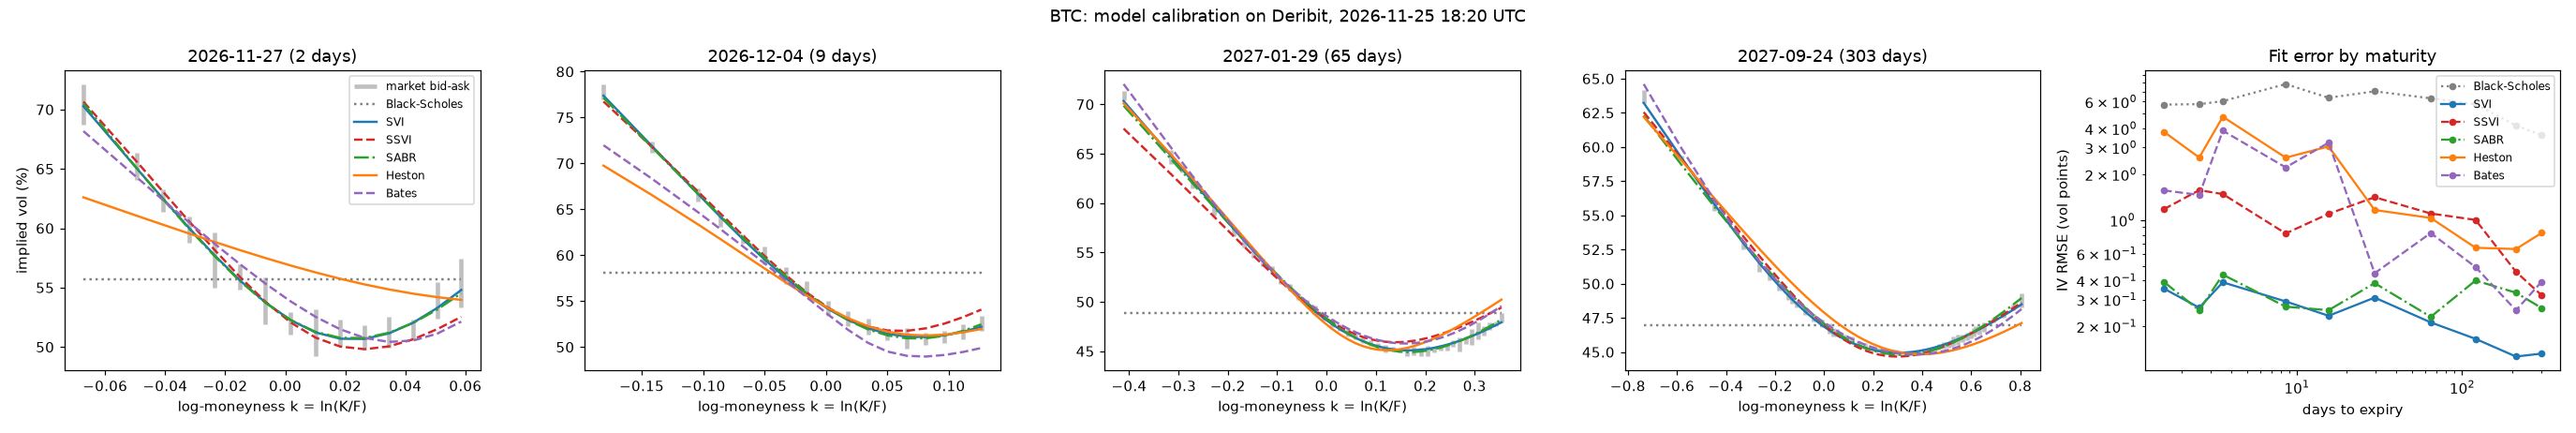 BTC: model calibration on Deribit, 2026-11-25 18:20 UTC
2026-11-27 (2 days)
implied vol (%)
70
65
60
55
50
−0.06 −0.04 −0.02 0.00 0.02 0.04 0.06
log-moneyness k = ln(K/F)
market bid-ask
Black-Scholes
SVI
SSVI
SABR
Heston
Bates
2026-12-04 (9 days)
80
75
70
65
60
55
50
−0.15 −0.10 −0.05 0.00 0.05 0.10
log-moneyness k = ln(K/F)
2027-01-29 (65 days)
70
65
60
55
50
45
−0.4 −0.3 −0.2 −0.1 0.0 0.1 0.2 0.3
log-moneyness k = ln(K/F)
2027-09-24 (303 days)
65.0
62.5
60.0
57.5
55.0
52.5
50.0
47.5
45.0
−0.8 −0.6 −0.4 −0.2 0.0 0.2 0.4 0.6 0.8
log-moneyness k = ln(K/F)
Fit error by maturity
IV RMSE (vol points)
6 × 10⁰
4 × 10⁰
3 × 10⁰
2 × 10⁰
10⁰
6 × 10⁻¹
4 × 10⁻¹
3 × 10⁻¹
2 × 10⁻¹
10¹ 10²
days to expiry
Black-Scholes
SVI
SSVI
SABR
Heston
Bates